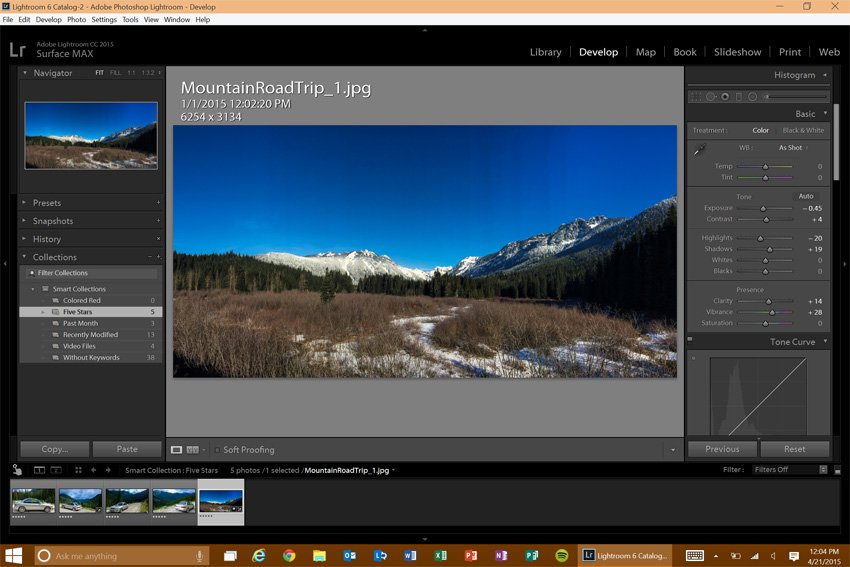 Lightroom 6 Catalog-2 - Adobe Photoshop Lightroom - Develop
File Edit Develop Photo Settings Tools View Window Help
Lr
Adobe Lightroom CC 2015
Surface MAX
Library | Develop | Map | Book | Slideshow | Print | Web
Navigator FIT FILL 1:1 1:3.2
MountainRoadTrip_1.jpg
1/1/2015 12:02:20 PM
6254 x 3134
Presets
Snapshots
History
Collections
Filter Collections
Smart Collections
Colored Red 0
Five Stars 5
Past Month 3
Recently Modified 13
Video Files 4
Without Keywords 38
Copy... Paste
Soft Proofing
Histogram
Basic
Treatment : Color Black & White
WB : As Shot
Temp 0
Tint 0
Tone Auto
Exposure - 0.45
Contrast + 4
Highlights - 20
Shadows + 19
Whites 0
Blacks 0
Presence
Clarity + 14
Vibrance + 28
Saturation 0
Tone Curve
Previous Reset
1 2 Smart Collection : Five Stars 5 photos / 1 selected / MountainRoadTrip_1.jpg
Filter : Filters Off
Ask me anything
Lr Lightroom 6 Catalog...
12:04 PM
4/21/2015